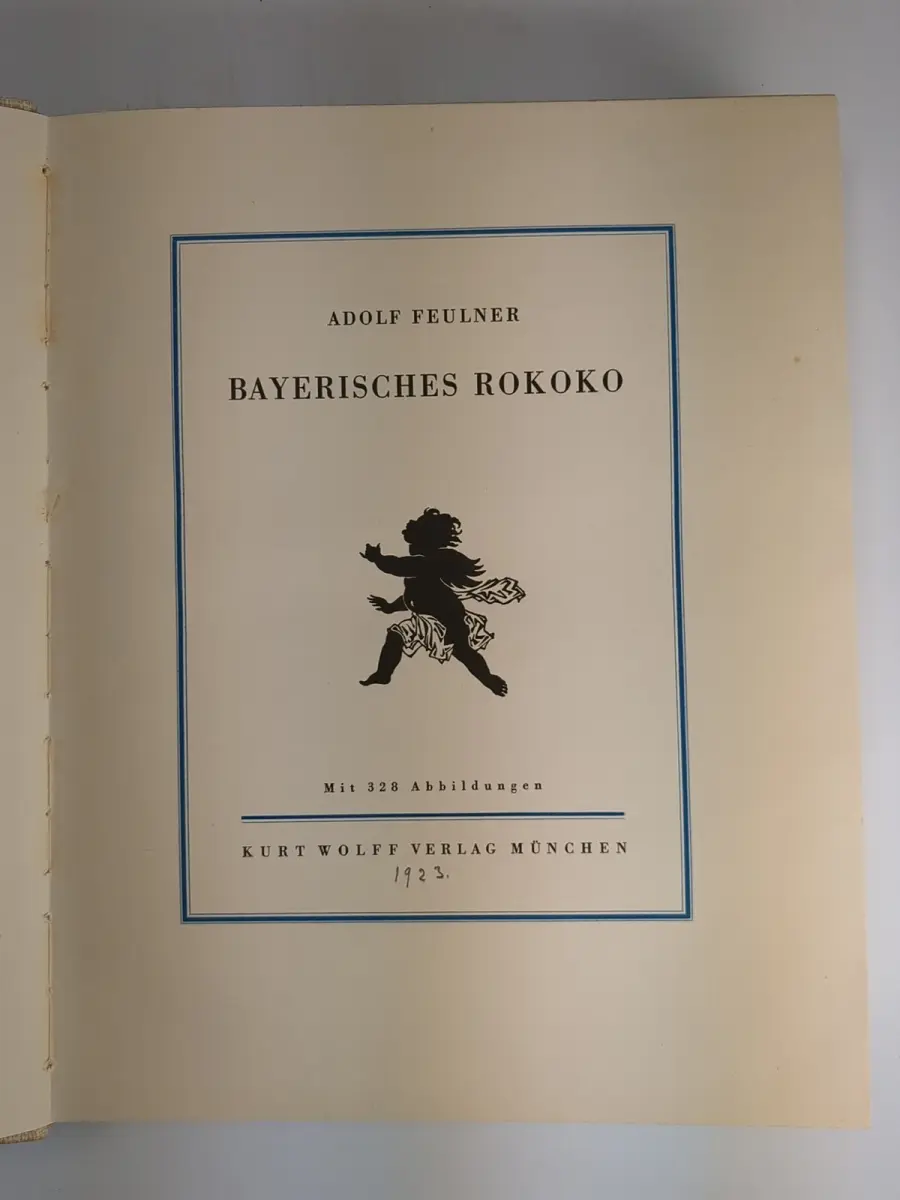 ADOLF FEULNER
BAYERISCHES ROKOKO
Mit 328 Abbildungen
KURT WOLFF VERLAG MÜNCHEN
1923.